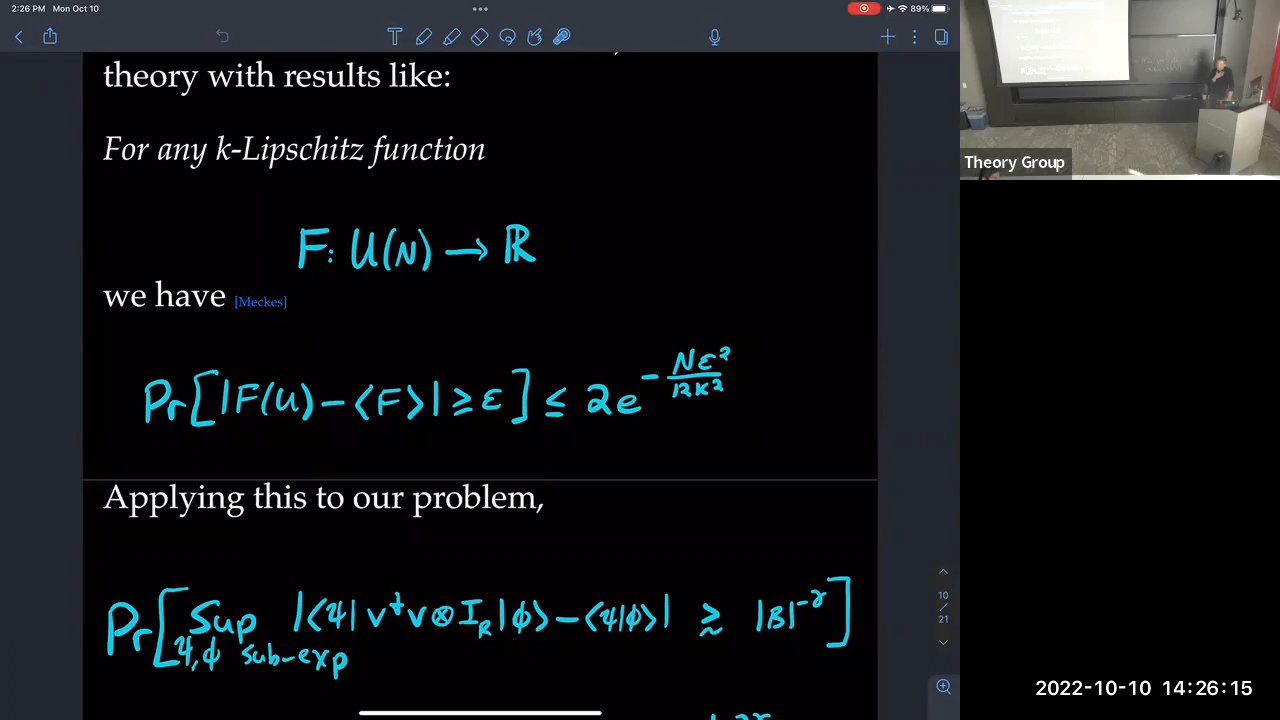 2:26 PM Mon Oct 10
89%
theory with results like:
For any k-Lipschitz function
F: U(N) → ℝ
we have [Meckes]
Pr[|F(U) − ⟨F⟩| ≥ ε] ≤ 2e^{−Nε²/12K²}
Applying this to our problem,
Pr[Sup_{ψ,φ sub-exp} |⟨ψ|V†V⊗I_R|φ⟩ − ⟨ψ|φ⟩| ≳ |B|^{-γ}]
10
21
Theory Group
2022-10-10 14:26:15